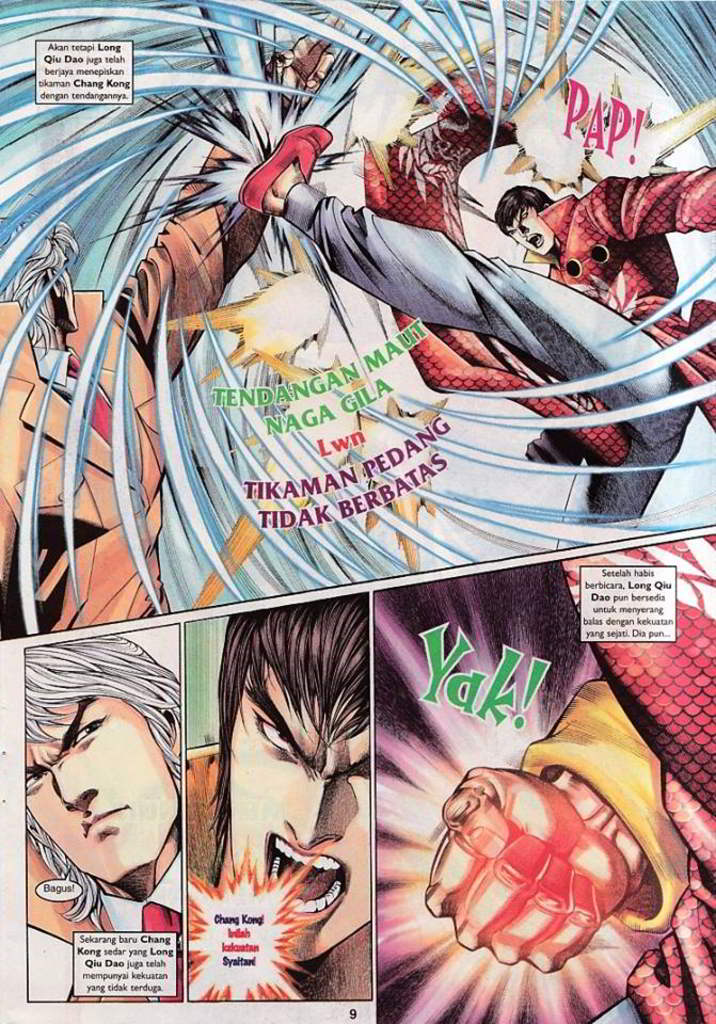 Akan tetapi Long
Qiu Dao juga telah
berjaya menepiskan
tikaman Chang Kong
dengan tendangannya.
PAP!
TENDANGAN MAUT
NAGA GILA
Lwn
TIKAMAN PEDANG
TIDAK BERBATAS
Bagus!
Sekarang baru Chang
Kong sedar yang Long
Qiu Dao juga telah
mempunyai kekuatan
yang tidak terduga.
Chang Kong!
Inilah
kekuatan
Syaitan!
Setelah habis
berbicara, Long Qiu
Dao pun bersedia
untuk menyerang
balas dengan kekuatan
yang sejati. Dia pun...
Yak!
9